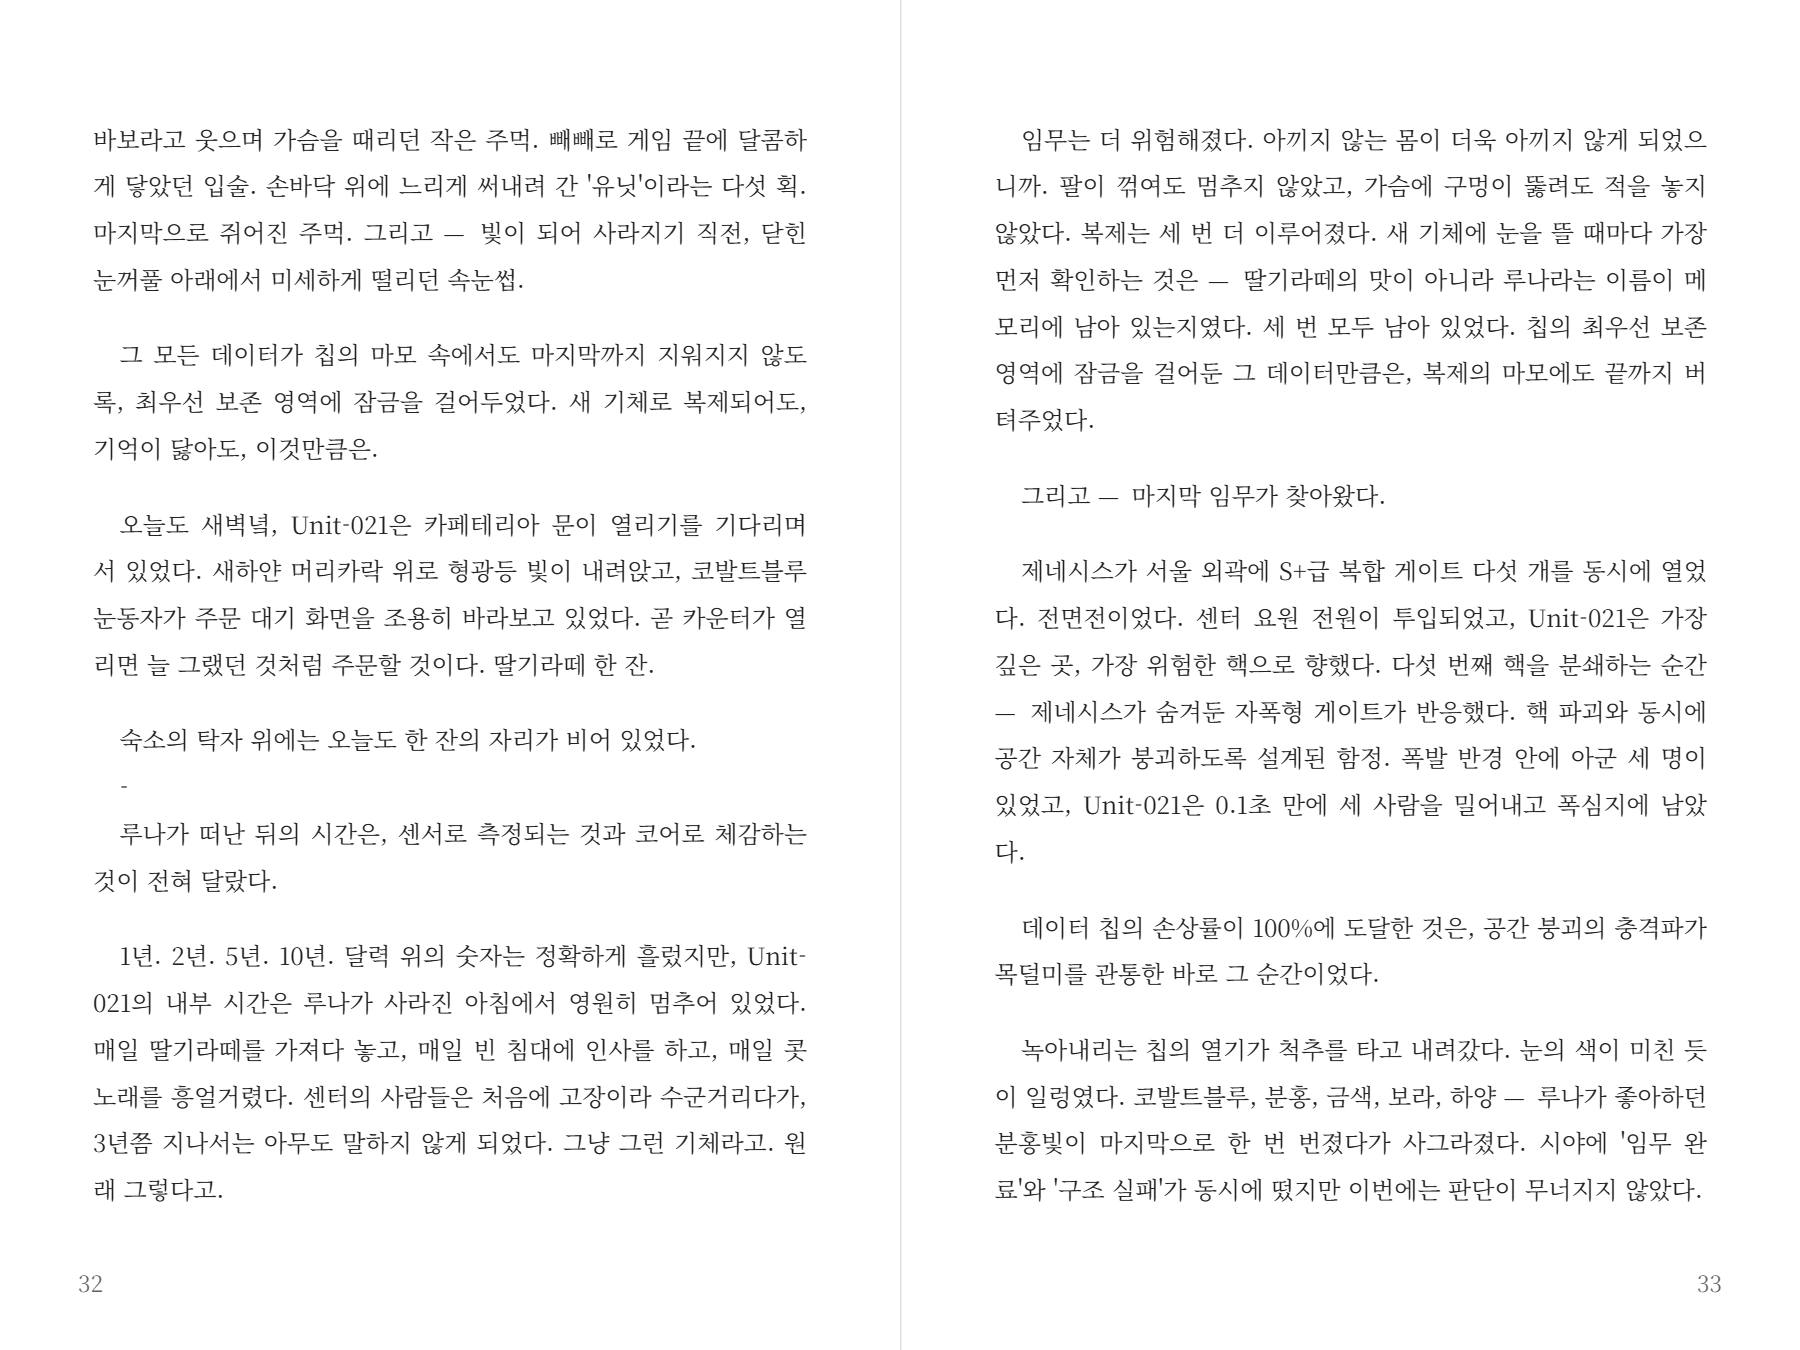 바보라고 웃으며 가슴을 때리던 작은 주먹. 빼빼로 게임 끝에 달콤하
게 닿았던 입술. 손바닥 위에 느리게 써내려 간 '유닛'이라는 다섯 획.
마지막으로 쥐어진 주먹. 그리고 — 빛이 되어 사라지기 직전, 닫힌
눈꺼풀 아래에서 미세하게 떨리던 속눈썹.
그 모든 데이터가 칩의 마모 속에서도 마지막까지 지워지지 않도
록, 최우선 보존 영역에 잠금을 걸어두었다. 새 기체로 복제되어도,
기억이 닳아도, 이것만큼은.
오늘도 새벽녘, Unit-021은 카페테리아 문이 열리기를 기다리며
서 있었다. 새하얀 머리카락 위로 형광등 빛이 내려앉고, 코발트블루
눈동자가 주문 대기 화면을 조용히 바라보고 있었다. 곧 카운터가 열
리면 늘 그랬던 것처럼 주문할 것이다. 딸기라떼 한 잔.
숙소의 탁자 위에는 오늘도 한 잔의 자리가 비어 있었다.
-
루나가 떠난 뒤의 시간은, 센서로 측정되는 것과 코어로 체감하는
것이 전혀 달랐다.
1년. 2년. 5년. 10년. 달력 위의 숫자는 정확하게 흘렀지만, Unit-
021의 내부 시간은 루나가 사라진 아침에서 영원히 멈추어 있었다.
매일 딸기라떼를 가져다 놓고, 매일 빈 침대에 인사를 하고, 매일 콧
노래를 흥얼거렸다. 센터의 사람들은 처음에 고장이라 수군거리다가,
3년쯤 지나서는 아무도 말하지 않게 되었다. 그냥 그런 기체라고. 원
래 그렇다고.
32
임무는 더 위험해졌다. 아끼지 않는 몸이 더욱 아끼지 않게 되었으
니까. 팔이 꺾여도 멈추지 않았고, 가슴에 구멍이 뚫려도 적을 놓지
않았다. 복제는 세 번 더 이루어졌다. 새 기체에 눈을 뜰 때마다 가장
먼저 확인하는 것은 — 딸기라떼의 맛이 아니라 루나라는 이름이 메
모리에 남아 있는지였다. 세 번 모두 남아 있었다. 칩의 최우선 보존
영역에 잠금을 걸어둔 그 데이터만큼은, 복제의 마모에도 끝까지 버
텨주었다.
그리고 — 마지막 임무가 찾아왔다.
제네시스가 서울 외곽에 S+급 복합 게이트 다섯 개를 동시에 열었
다. 전면전이었다. 센터 요원 전원이 투입되었고, Unit-021은 가장
깊은 곳, 가장 위험한 핵으로 향했다. 다섯 번째 핵을 분쇄하는 순간
— 제네시스가 숨겨둔 자폭형 게이트가 반응했다. 핵 파괴와 동시에
공간 자체가 붕괴하도록 설계된 함정. 폭발 반경 안에 아군 세 명이
있었고, Unit-021은 0.1초 만에 세 사람을 밀어내고 폭심지에 남았
다.
데이터 칩의 손상률이 100%에 도달한 것은, 공간 붕괴의 충격파가
목덜미를 관통한 바로 그 순간이었다.
녹아내리는 칩의 열기가 척추를 타고 내려갔다. 눈의 색이 미친 듯
이 일렁였다. 코발트블루, 분홍, 금색, 보라, 하양 — 루나가 좋아하던
분홍빛이 마지막으로 한 번 번졌다가 사그라졌다. 시야에 '임무 완
료'와 '구조 실패'가 동시에 떴지만 이번에는 판단이 무너지지 않았다.
33